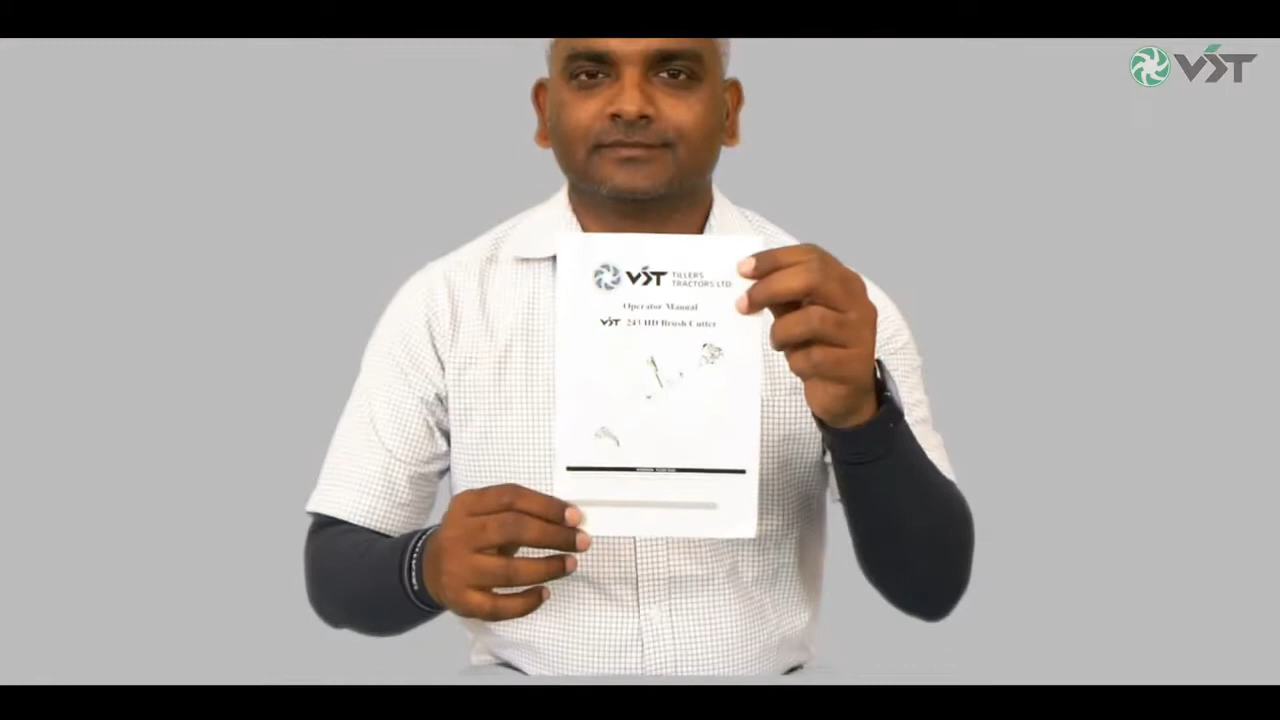 VST
VST TILLERS
TRACTORS LTD
Operator Manual
VST 243 HD Brush Cutter